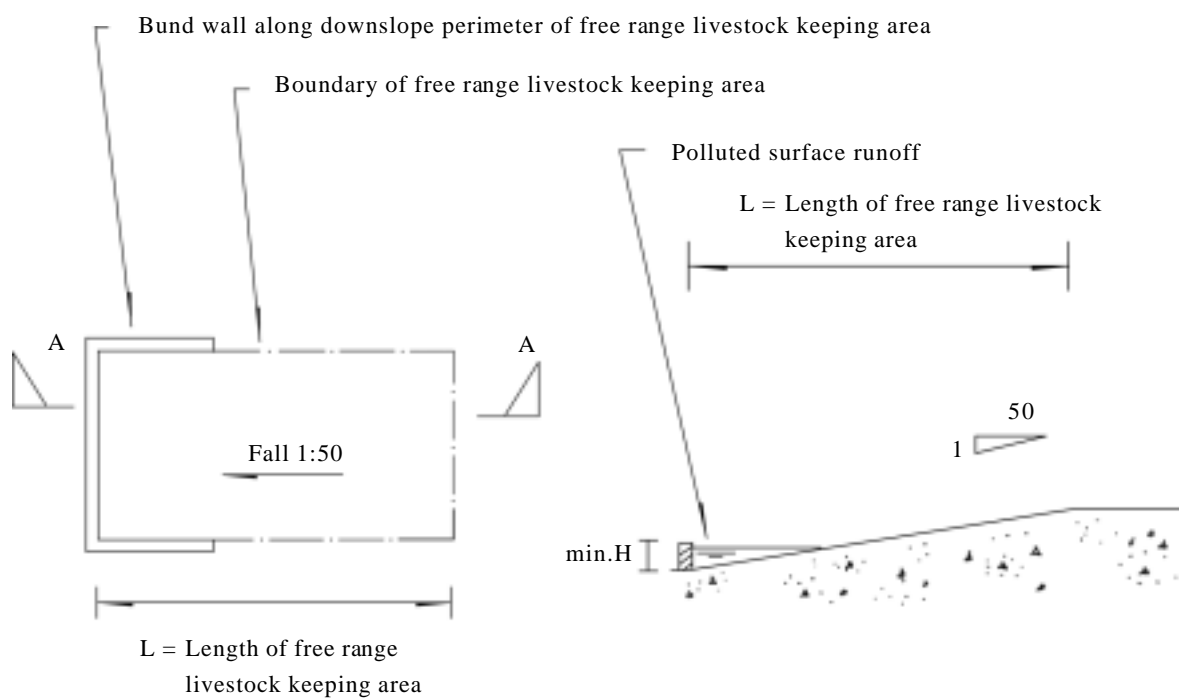 Bund wall along downslope perimeter of free range livestock keeping area
Boundary of free range livestock keeping area
Polluted surface runoff
L = Length of free range livestock
keeping area
A
A
Fall 1:50
50
1
min.H
L = Length of free range
livestock keeping area